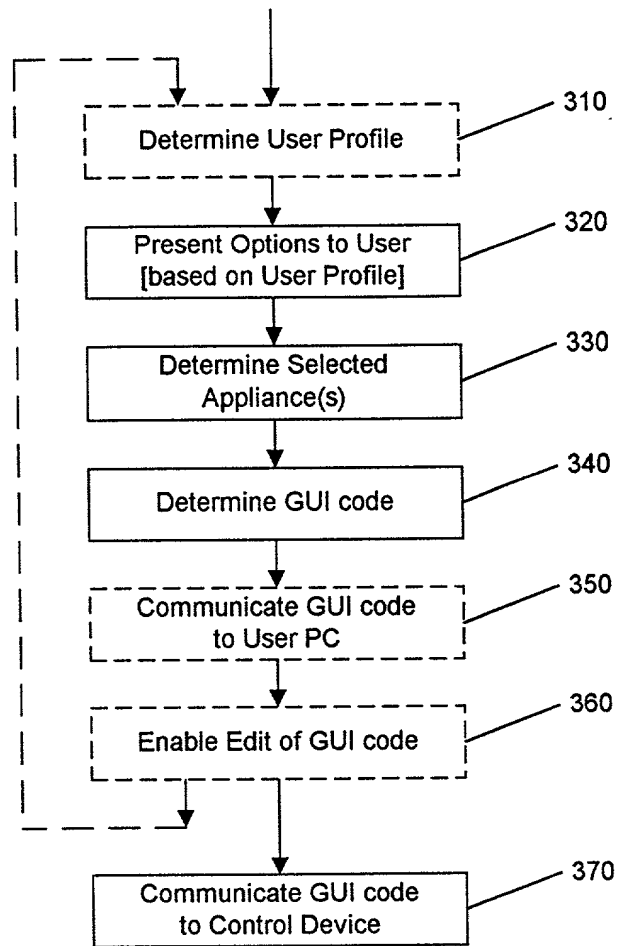 310
Determine User Profile
320
Present Options to User
[based on User Profile]
330
Determine Selected
Appliance(s)
340
Determine GUI code
350
Communicate GUI code
to User PC
360
Enable Edit of GUI code
370
Communicate GUI code
to Control Device